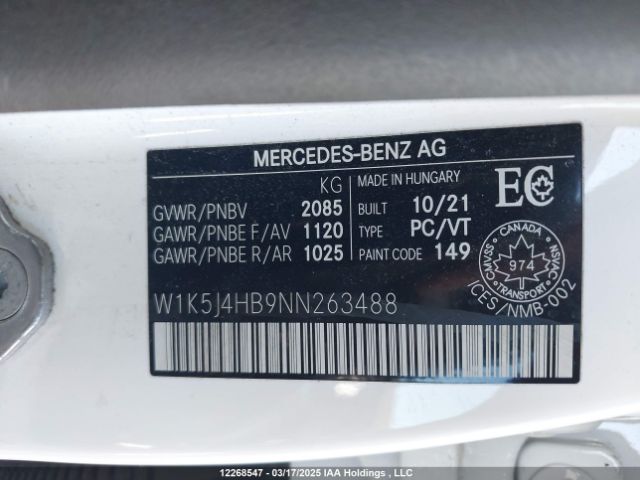 MERCEDES-BENZ AG
KG
GVWR/PNBV 2085
GAWR/PNBE F/AV 1120
GAWR/PNBE R/AR 1025
MADE IN HUNGARY
BUILT 10/21
TYPE PC/VT
PAINT CODE 149
EC
CANADA
CMVSS
974
NSVAC
TRANSPORT
ICES/NMB-002
W1K5J4HB9NN263488
12268547 — 03/17/2025 IAA Holdings , LLC